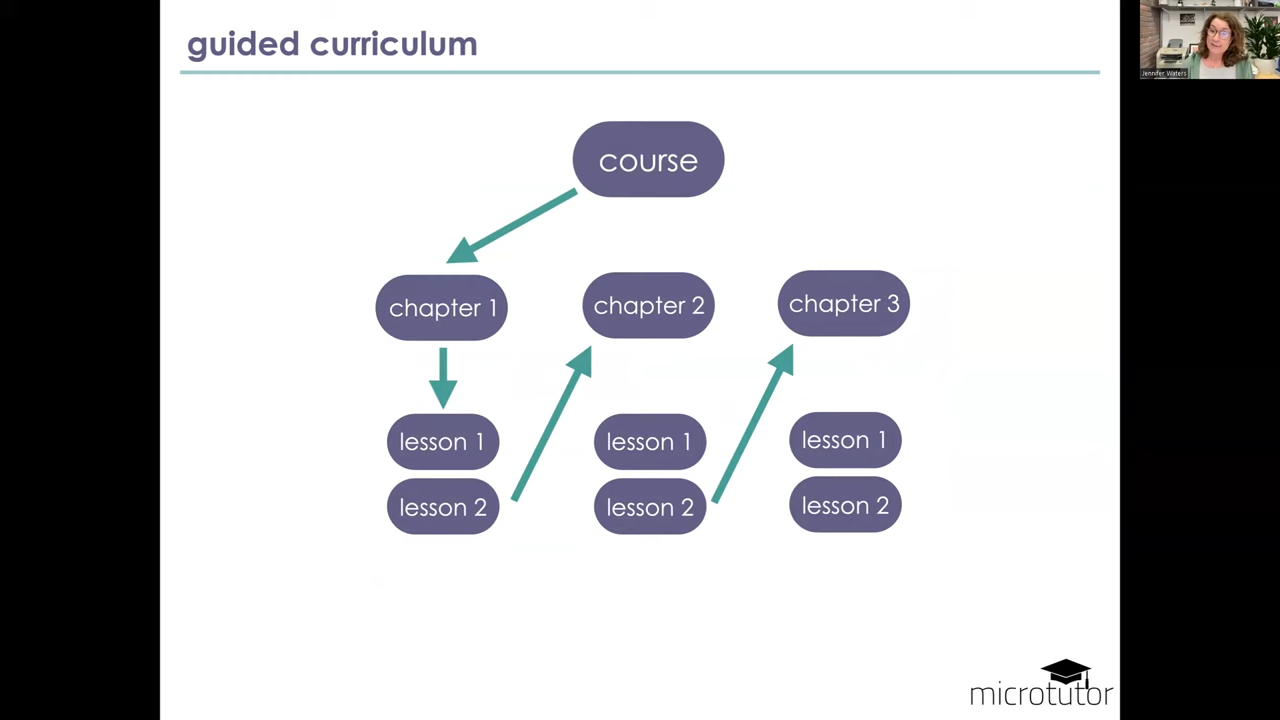 guided curriculum
Jennifer Waters
course
chapter 1
chapter 2
chapter 3
lesson 1
lesson 1
lesson 1
lesson 2
lesson 2
lesson 2
microtutor